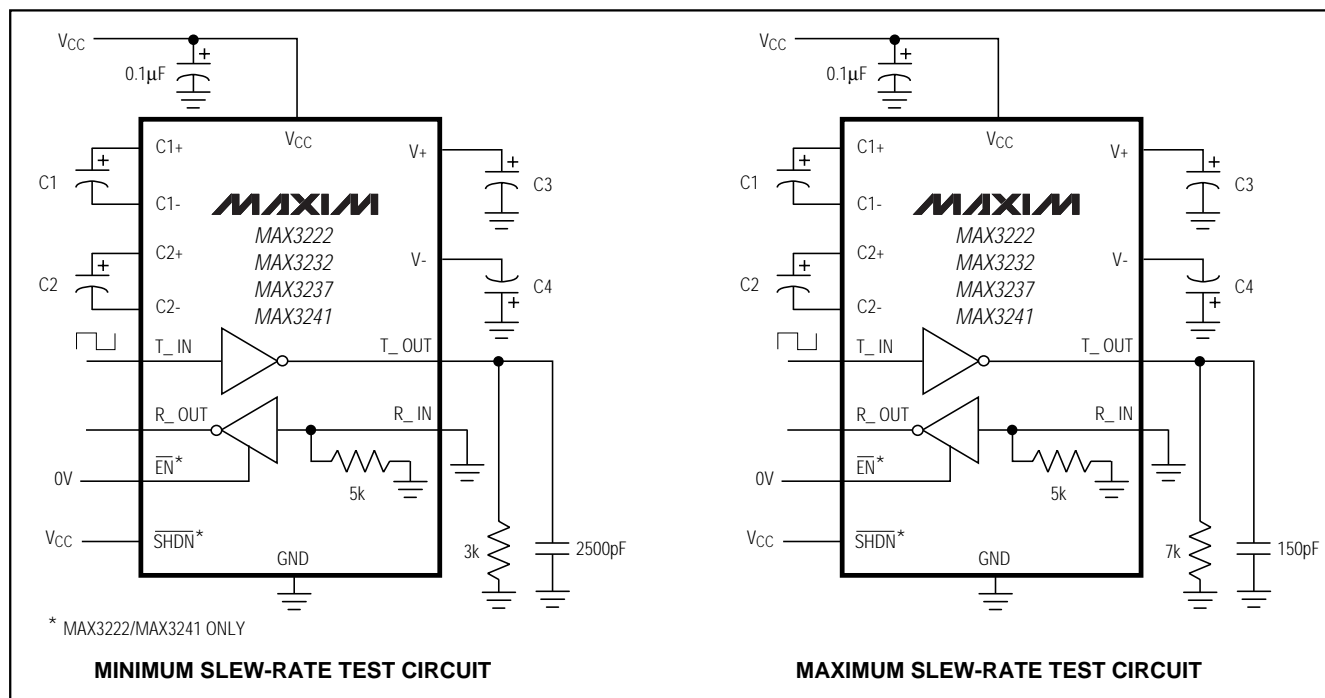 VCC
0.1µF
+
VCC
C1+
V+
C1
+
+
C3
C1-
MAXIM
MAX3222
C2+
V-
MAX3232
C2
+
MAX3237
C4
+
C2-
MAX3241
T_ IN
T_ OUT
R_ OUT
R_ IN
EN*
0V
5k
VCC
SHDN*
3k
2500pF
GND
* MAX3222/MAX3241 ONLY
MINIMUM SLEW-RATE TEST CIRCUIT
VCC
0.1µF
+
VCC
C1+
V+
C1
+
+
C3
C1-
MAXIM
MAX3222
C2+
V-
MAX3232
C2
+
MAX3237
C4
+
C2-
MAX3241
T_ IN
T_ OUT
R_ OUT
R_ IN
EN*
0V
5k
VCC
SHDN*
7k
150pF
GND
MAXIMUM SLEW-RATE TEST CIRCUIT